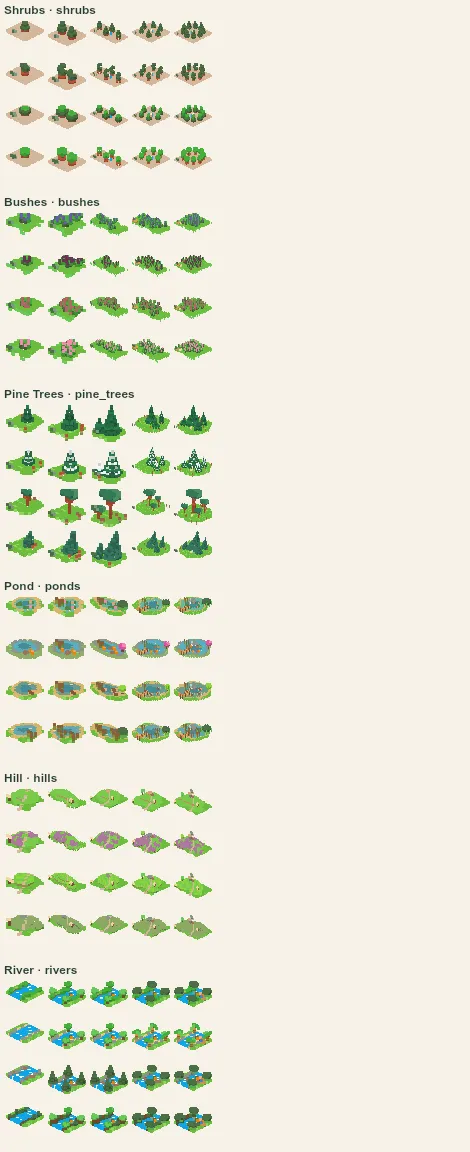 Shrubs · shrubs
Bushes · bushes
Pine Trees · pine_trees
Pond · ponds
Hill · hills
River · rivers